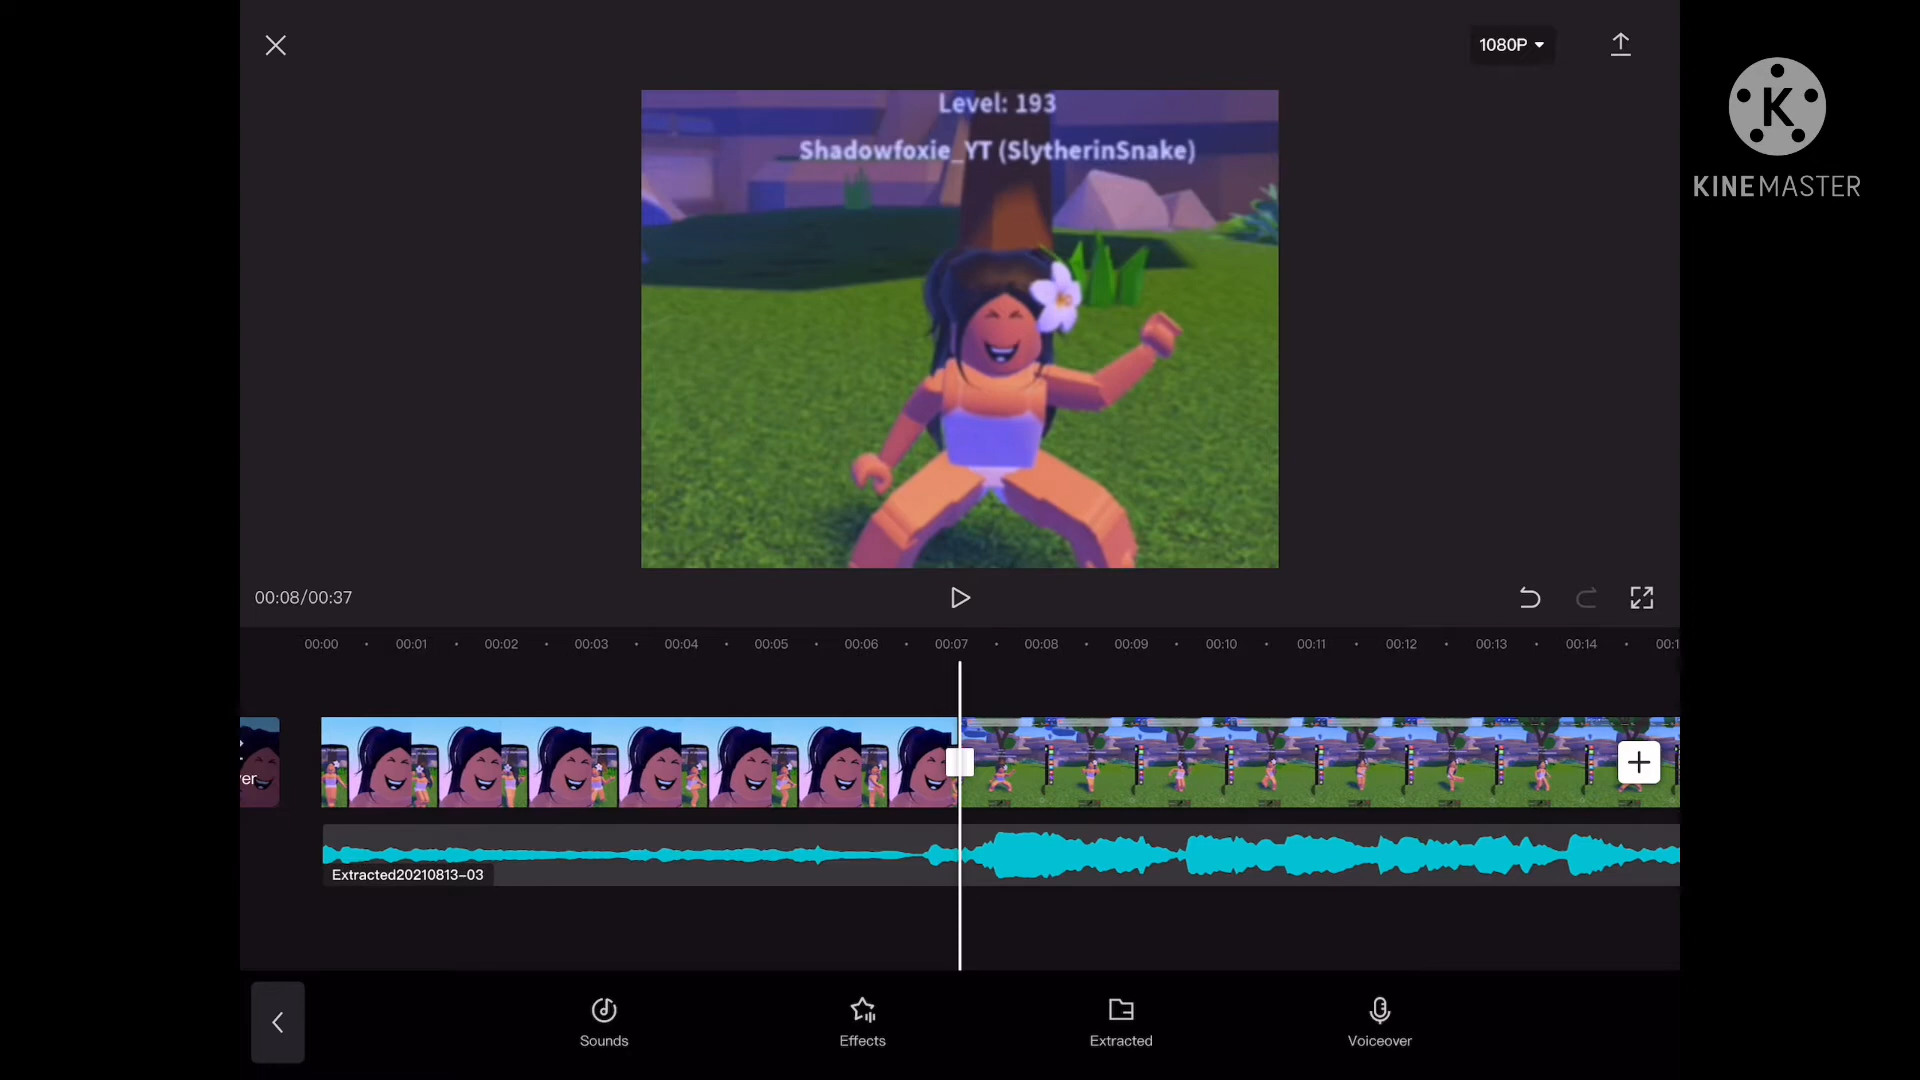 1080P
KINEMASTER
Level: 193
Shadowfoxie_YT (SlytherinSnake)
00:08/00:37
00:00 00:01 00:02 00:03 00:04 00:05 00:06 00:07 00:08 00:09 00:10 00:11 00:12 00:13 00:14 00:1
er
Extracted20210813-03
Sounds Effects Extracted Voiceover